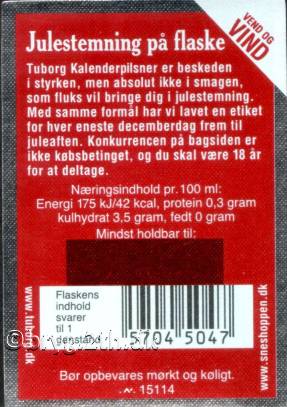 VEND OG
VIND
Julestemning på flaske
Tuborg Kalenderpilsner er beskeden
i styrken, men absolut ikke i smagen,
som fluks vil bringe dig i julestemning.
Med samme formål har vi lavet en etiket
for hver eneste decemberdag frem til
juleaften. Konkurrencen på bagsiden er
ikke købsbetinget, og du skal være 18 år
for at deltage.
Næringsindhold pr. 100 ml:
Energi 175 kJ/42 kcal, protein 0,3 gram,
kulhydrat 3,5 gram, fedt 0 gram
Mindst holdbar til:
Flaskens
indhold
svarer
til 1
genstand
5704 5047
www.tuborg.dk
www.sneshoppen.dk
Bør opbevares mørkt og køligt.
15114